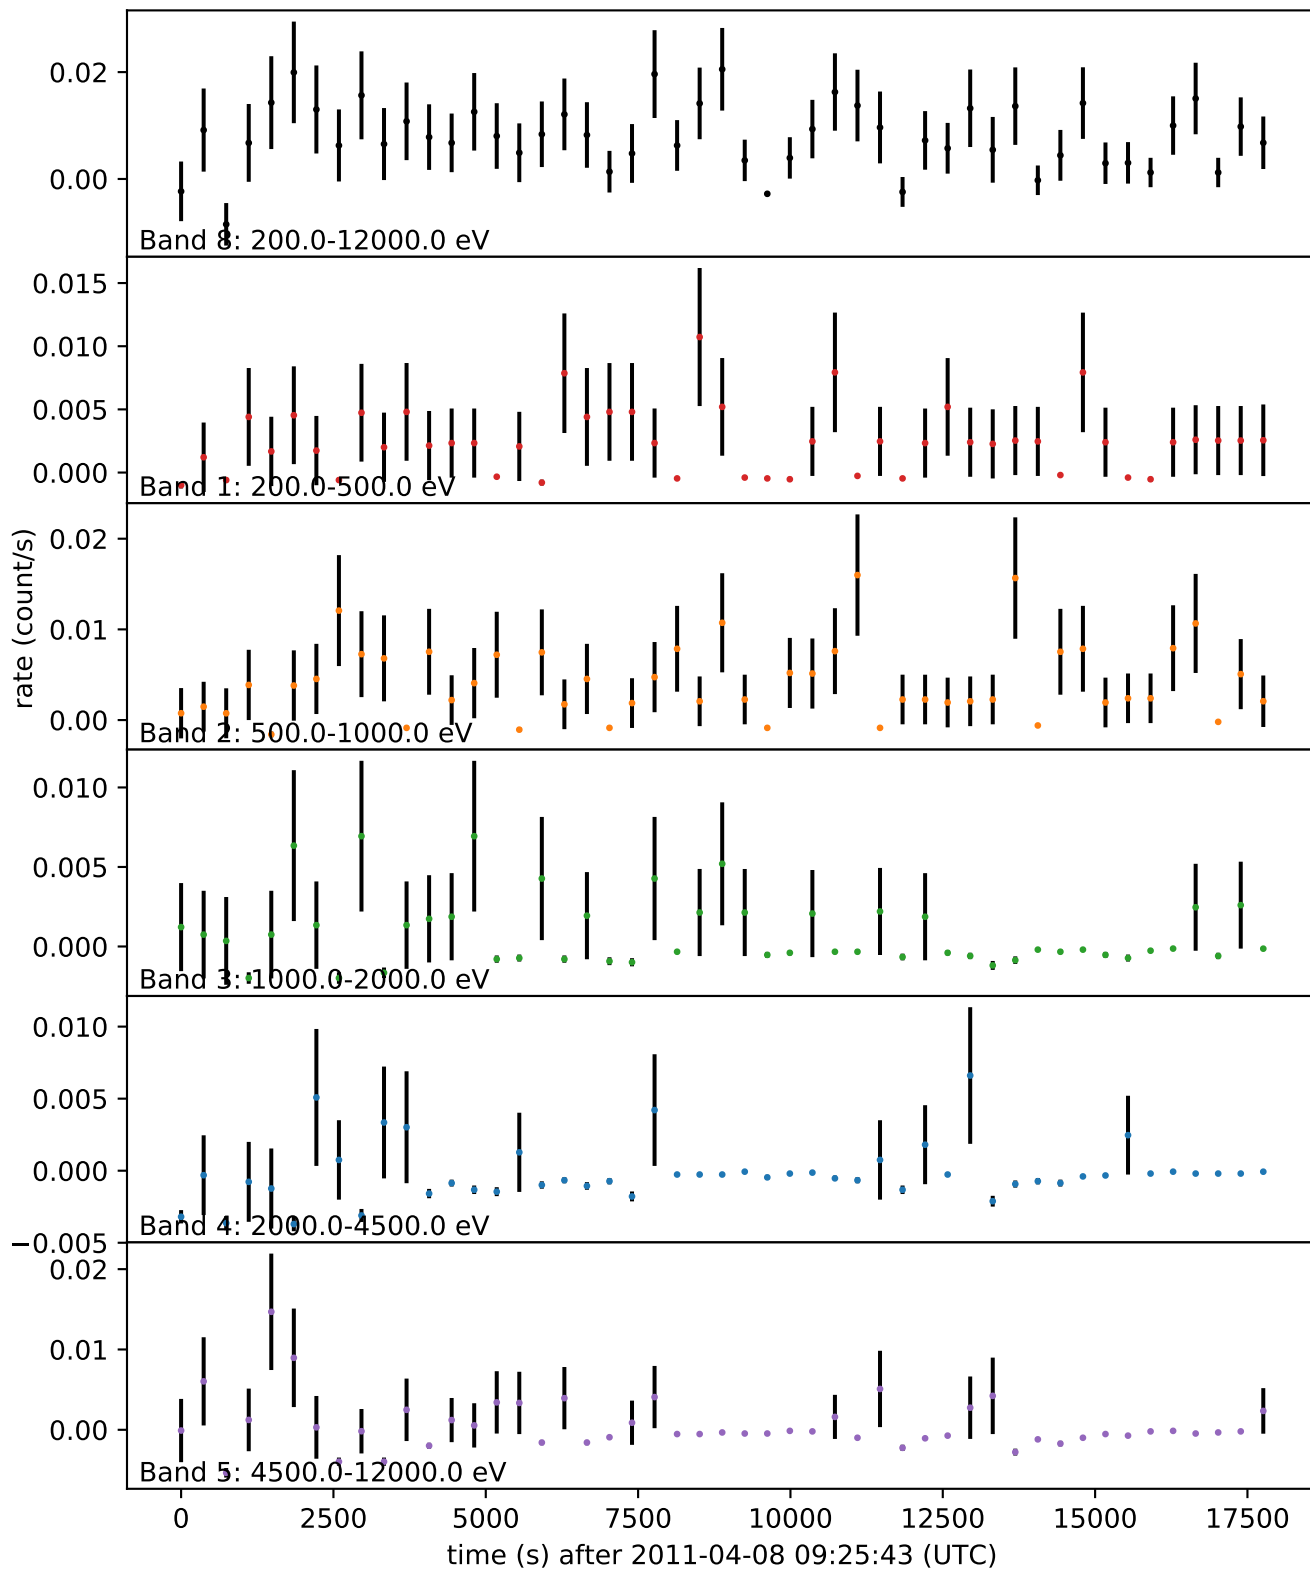 0.02
0.00
Band 8: 200.0-12000.0 eV
0.015
0.010
0.005
0.000
Band 1: 200.0-500.0 eV
rate (count/s)
0.02
0.01
0.00
Band 2: 500.0-1000.0 eV
0.010
0.005
0.000
Band 3: 1000.0-2000.0 eV
0.010
0.005
0.000
−0.005
Band 4: 2000.0-4500.0 eV
0.02
0.01
0.00
Band 5: 4500.0-12000.0 eV
0 2500 5000 7500 10000 12500 15000 17500
time (s) after 2011-04-08 09:25:43 (UTC)